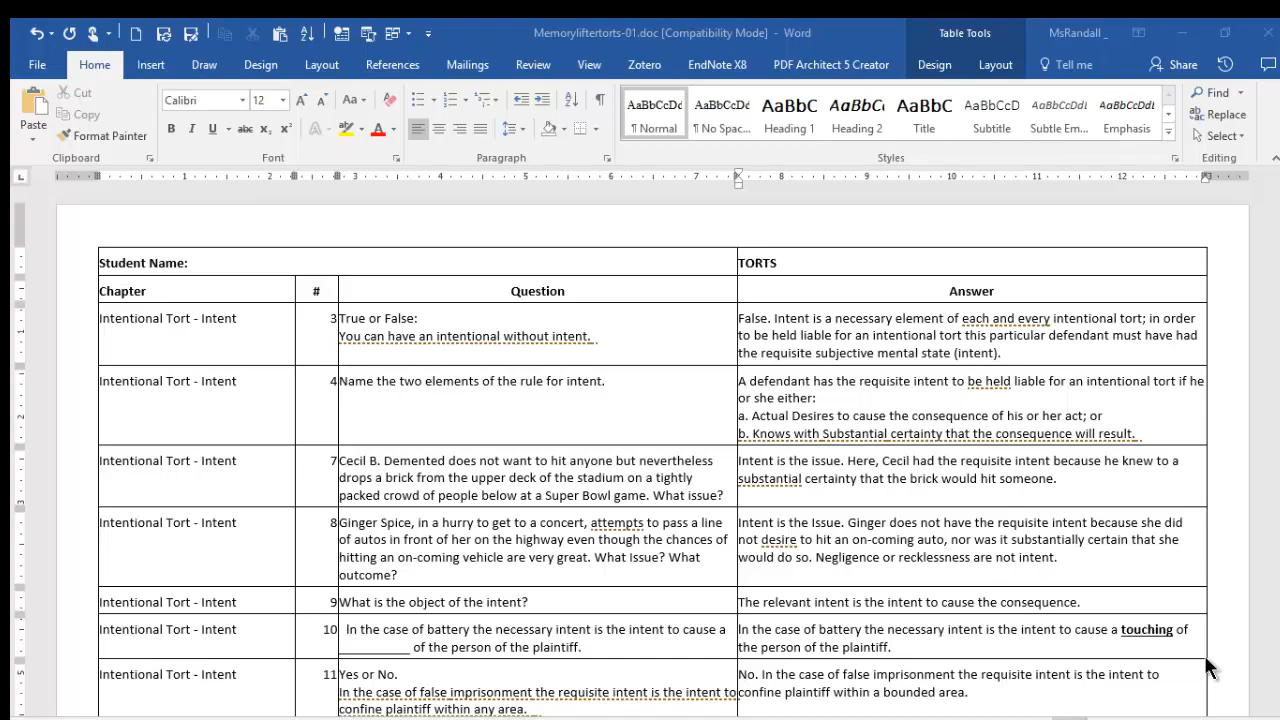 Memoryliftertorts-01.doc [Compatibility Mode] - Word
Table Tools
MsRandall _
File Home Insert Draw Design Layout References Mailings Review View Zotero EndNote X8 PDF Architect 5 Creator Design Layout Tell me Share
Paste
Cut
Copy
Format Painter
Clipboard
Calibri 12
Font
Paragraph
AaBbCcDd AaBbCcDd AaBbC AaBbCc AaBbC AaBbCcD AaBbCcDd AaBbCcDd
¶ Normal ¶ No Spac... Heading 1 Heading 2 Title Subtitle Subtle Em... Emphasis
Styles
Find
Replace
Select
Editing
1 2 3 4 5 6 7 8 9 10 11 12
Student Name: TORTS
Chapter # Question Answer
Intentional Tort - Intent 3 True or False:
You can have an intentional without intent.
False. Intent is a necessary element of each and every intentional tort; in order
to be held liable for an intentional tort this particular defendant must have had
the requisite subjective mental state (intent).
Intentional Tort - Intent 4 Name the two elements of the rule for intent.
A defendant has the requisite intent to be held liable for an intentional tort if he
or she either:
a. Actual Desires to cause the consequence of his or her act; or
b. Knows with Substantial certainty that the consequence will result.
Intentional Tort - Intent 7 Cecil B. Demented does not want to hit anyone but nevertheless
drops a brick from the upper deck of the stadium on a tightly
packed crowd of people below at a Super Bowl game. What issue?
Intent is the issue. Here, Cecil had the requisite intent because he knew to a
substantial certainty that the brick would hit someone.
Intentional Tort - Intent 8 Ginger Spice, in a hurry to get to a concert, attempts to pass a line
of autos in front of her on the highway even though the chances of
hitting an on-coming vehicle are very great. What Issue? What
outcome?
Intent is the Issue. Ginger does not have the requisite intent because she did
not desire to hit an on-coming auto, nor was it substantially certain that she
would do so. Negligence or recklessness are not intent.
Intentional Tort - Intent 9 What is the object of the intent?
The relevant intent is the intent to cause the consequence.
Intentional Tort - Intent 10 In the case of battery the necessary intent is the intent to cause a
__________ of the person of the plaintiff.
In the case of battery the necessary intent is the intent to cause a touching of
the person of the plaintiff.
Intentional Tort - Intent 11 Yes or No.
In the case of false imprisonment the requisite intent is the intent to
confine plaintiff within any area.
No. In the case of false imprisonment the requisite intent is the intent to
confine plaintiff within a bounded area.